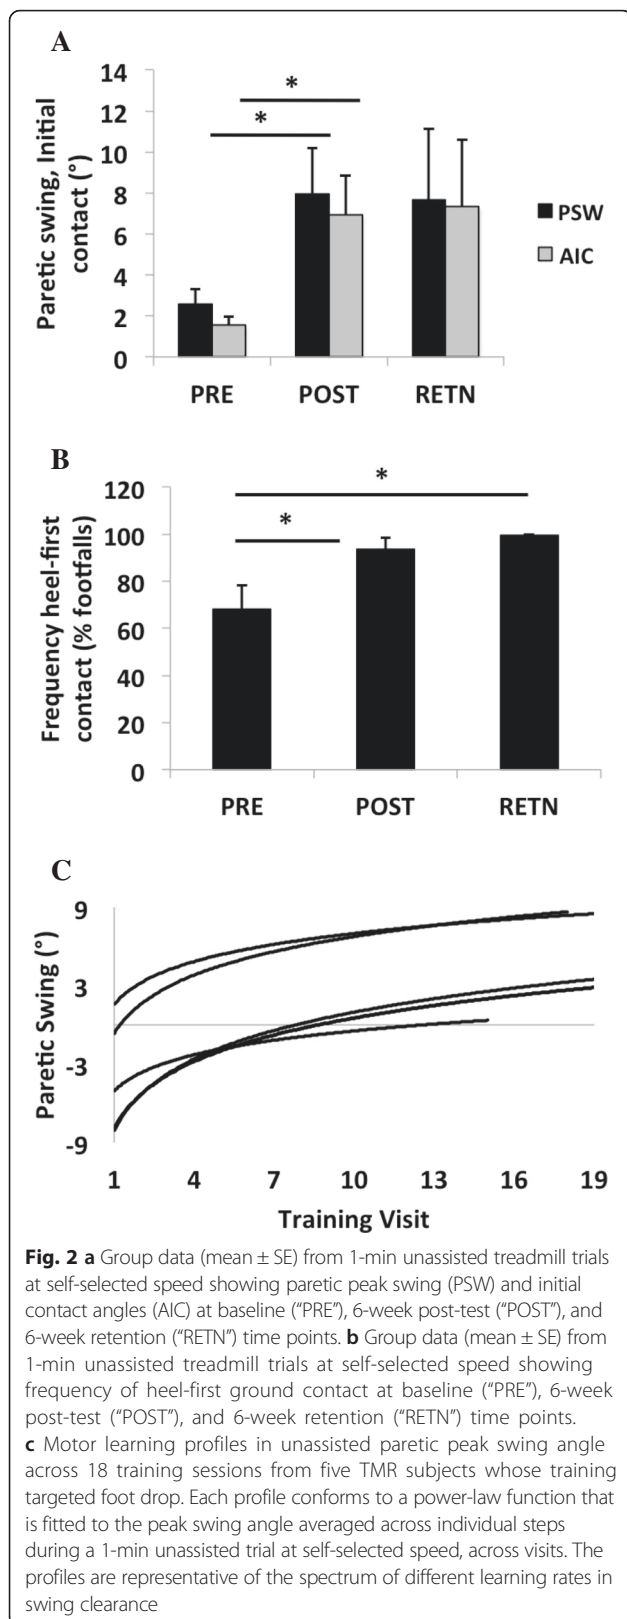 A
14
12
10
8
6
4
2
0
Paretic swing, Initial
contact (°)
*
*
PSW
AIC
PRE POST RETN
B
120
100
80
60
40
20
0
Frequency heel-first
contact (% footfalls)
*
*
PRE POST RETN
C
9
3
-3
-9
Paretic Swing (°)
1 4 7 10 13 16 19
Training Visit
Fig. 2 a Group data (mean ± SE) from 1-min unassisted treadmill trials
at self-selected speed showing paretic peak swing (PSW) and initial
contact angles (AIC) at baseline (“PRE”), 6-week post-test (“POST”), and
6-week retention (“RETN”) time points. b Group data (mean ± SE) from
1-min unassisted treadmill trials at self-selected speed showing
frequency of heel-first ground contact at baseline (“PRE”), 6-week
post-test (“POST”), and 6-week retention (“RETN”) time points.
c Motor learning profiles in unassisted paretic peak swing angle
across 18 training sessions from five TMR subjects whose training
targeted foot drop. Each profile conforms to a power-law function that
is fitted to the peak swing angle averaged across individual steps
during a 1-min unassisted trial at self-selected speed, across visits. The
profiles are representative of the spectrum of different learning rates in
swing clearance